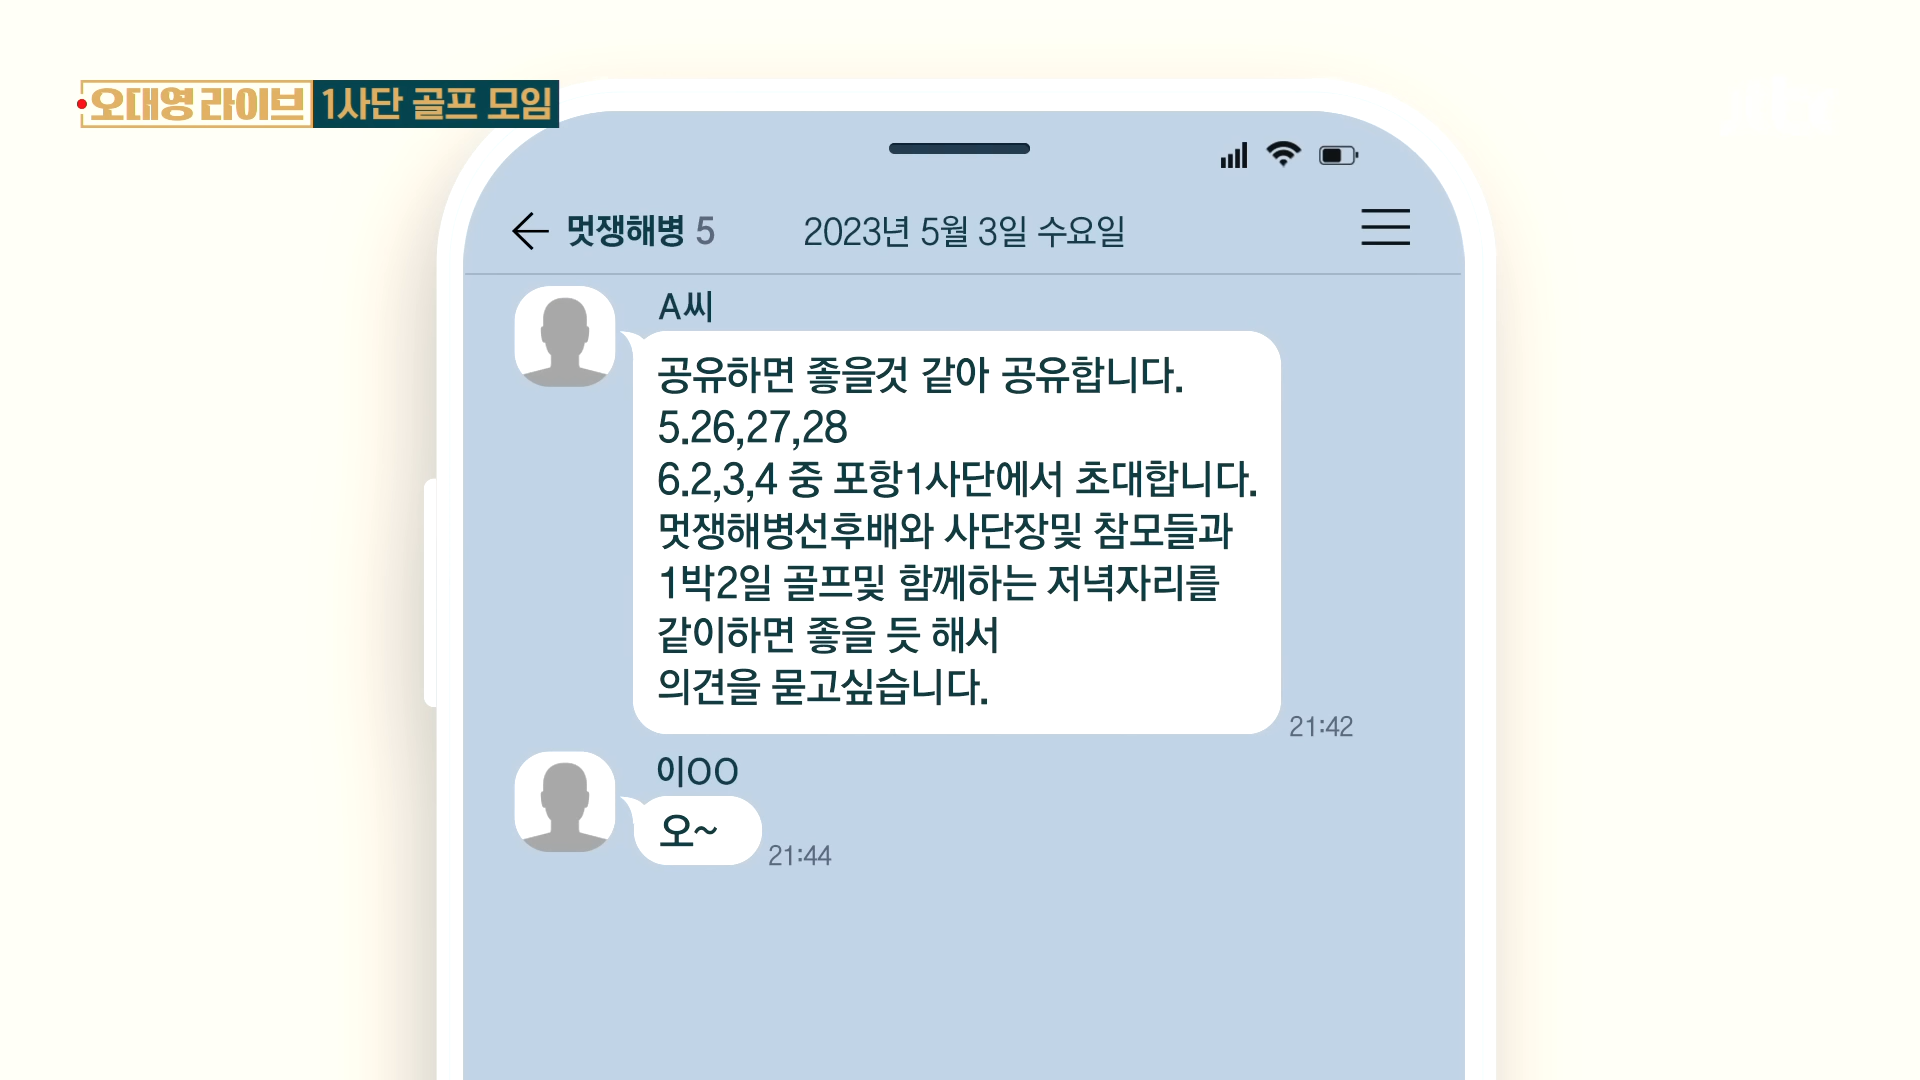 오대영 라이브 1사단 골프 모임
멋쟁해병 5 2023년 5월 3일 수요일
A씨
공유하면 좋을것 같아 공유합니다.
5.26,27,28
6.2,3,4 중 포항1사단에서 초대합니다.
멋쟁해병선후배와 사단장및 참모들과
1박2일 골프및 함께하는 저녁자리를
같이하면 좋을 듯 해서
의견을 묻고싶습니다.
21:42
이OO
오~
21:44